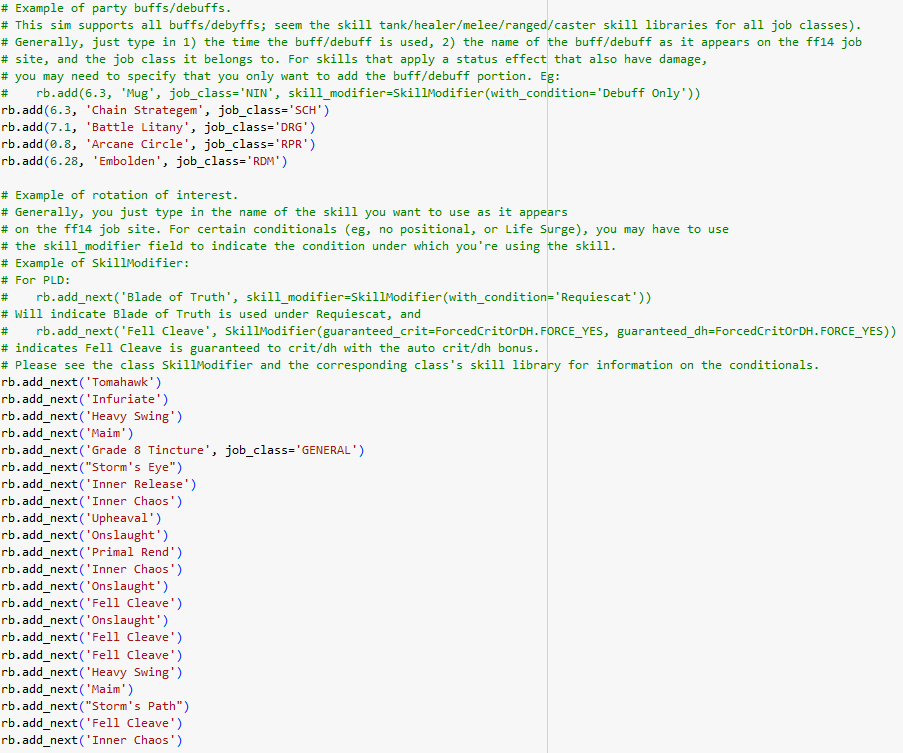 # Example of party buffs/debuffs.
# This sim supports all buffs/debyffs; seem the skill tank/healer/melee/ranged/caster skill libraries for all job classes).
# Generally, just type in 1) the time the buff/debuff is used, 2) the name of the buff/debuff as it appears on the ff14 job
# site, and the job class it belongs to. For skills that apply a status effect that also have damage,
# you may need to specify that you only want to add the buff/debuff portion. Eg:
#    rb.add(6.3, 'Mug', job_class='NIN', skill_modifier=SkillModifier(with_condition='Debuff Only'))
rb.add(6.3, 'Chain Strategem', job_class='SCH')
rb.add(7.1, 'Battle Litany', job_class='DRG')
rb.add(0.8, 'Arcane Circle', job_class='RPR')
rb.add(6.28, 'Embolden', job_class='RDM')

# Example of rotation of interest.
# Generally, you just type in the name of the skill you want to use as it appears
# on the ff14 job site. For certain conditionals (eg, no positional, or Life Surge), you may have to use
# the skill_modifier field to indicate the condition under which you're using the skill.
# Example of SkillModifier:
# For PLD:
#    rb.add_next('Blade of Truth', skill_modifier=SkillModifier(with_condition='Requiescat'))
# Will indicate Blade of Truth is used under Requiescat, and
#    rb.add_next('Fell Cleave', SkillModifier(guaranteed_crit=ForcedCritOrDH.FORCE_YES, guaranteed_dh=ForcedCritOrDH.FORCE_YES))
# indicates Fell Cleave is guaranteed to crit/dh with the auto crit/dh bonus.
# Please see the class SkillModifier and the corresponding class's skill library for information on the conditionals.
rb.add_next('Tomahawk')
rb.add_next('Infuriate')
rb.add_next('Heavy Swing')
rb.add_next('Maim')
rb.add_next('Grade 8 Tincture', job_class='GENERAL')
rb.add_next("Storm's Eye")
rb.add_next('Inner Release')
rb.add_next('Inner Chaos')
rb.add_next('Upheaval')
rb.add_next('Onslaught')
rb.add_next('Primal Rend')
rb.add_next('Inner Chaos')
rb.add_next('Onslaught')
rb.add_next('Fell Cleave')
rb.add_next('Onslaught')
rb.add_next('Fell Cleave')
rb.add_next('Fell Cleave')
rb.add_next('Heavy Swing')
rb.add_next('Maim')
rb.add_next("Storm's Path")
rb.add_next('Fell Cleave')
rb.add_next('Inner Chaos')